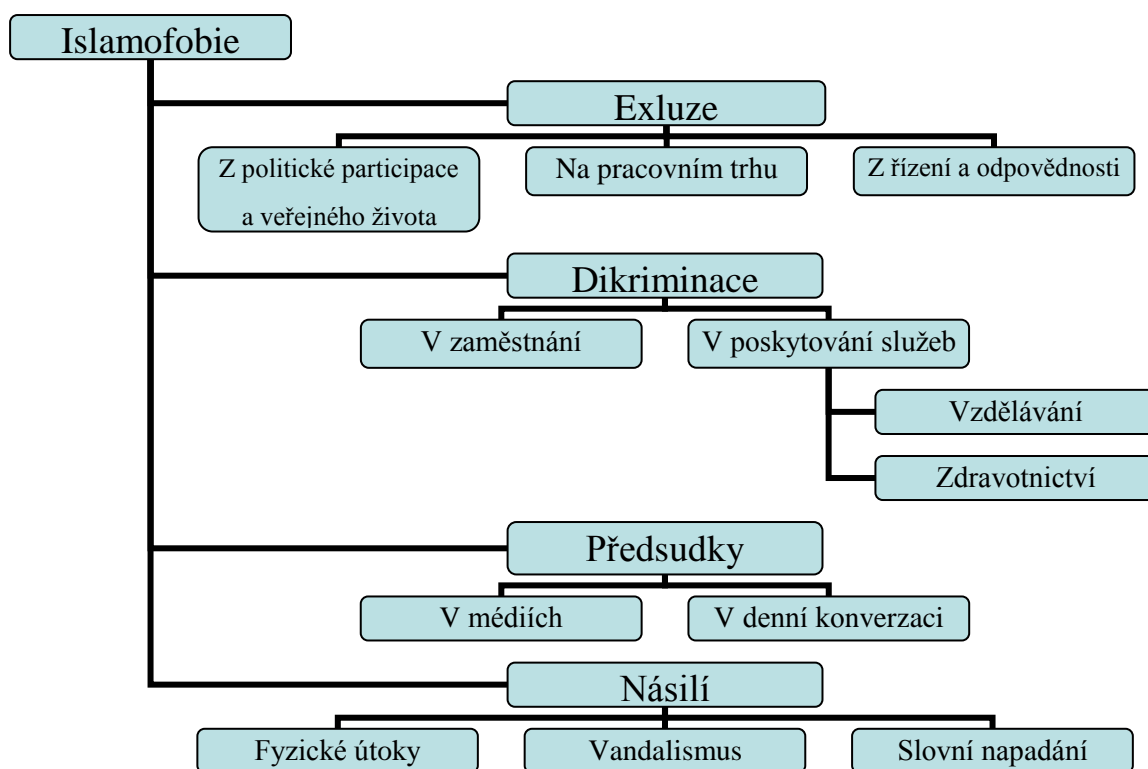 Islamofobie
Exluze
Z politické participace
a veřejného života
Na pracovním trhu
Z řízení a odpovědnosti
Dikriminace
V zaměstnání
V poskytování služeb
Vzdělávání
Zdravotnictví
Předsudky
V médiích
V denní konverzaci
Násilí
Fyzické útoky
Vandalismus
Slovní napadání